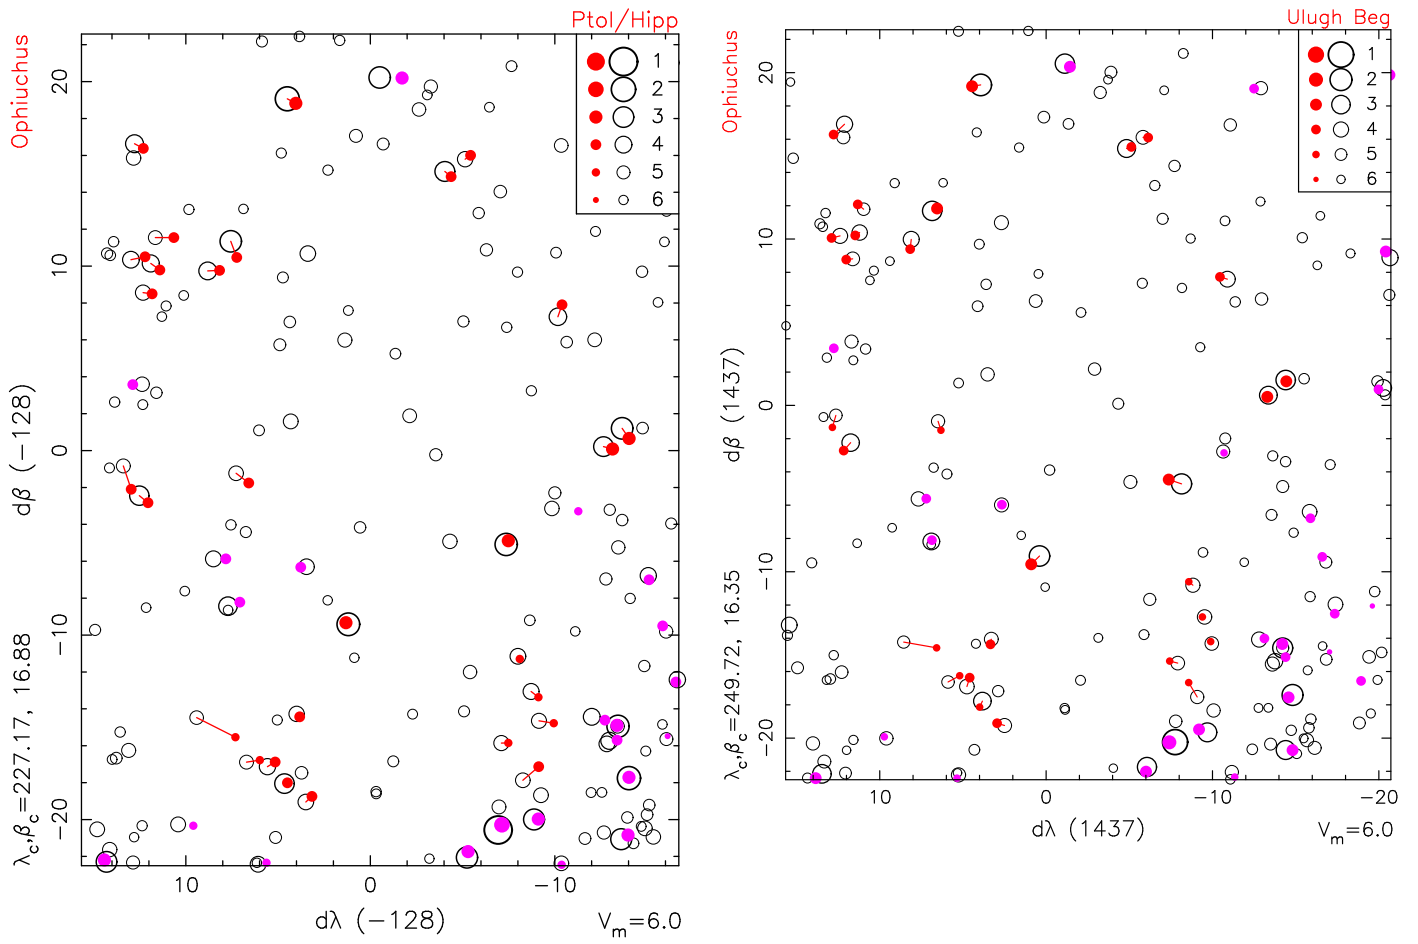 Ptol/Hipp
Ophiuchus
1
2
3
4
5
6
20
10
0
−10
−20
dβ (−128)
λc,βc=227.17, 16.88
10
0
−10
dλ (−128)
Vm=6.0
Ulugh Beg
Ophiuchus
1
2
3
4
5
6
20
10
0
−10
−20
dβ (1437)
λc,βc=249.72, 16.35
10
0
−10
−20
dλ (1437)
Vm=6.0